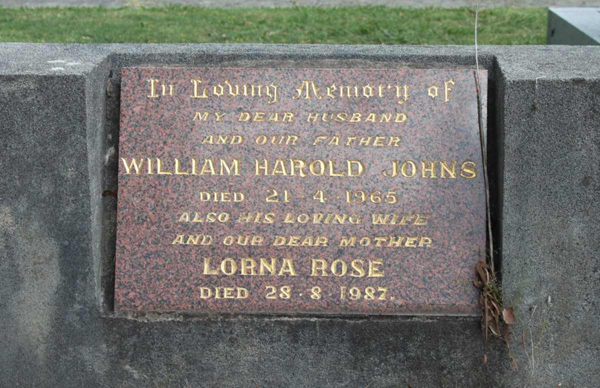 In Loving Memory of
MY DEAR HUSBAND
AND OUR FATHER
WILLIAM HAROLD JOHNS
DIED 21·4·1965
ALSO HIS LOVING WIFE
AND OUR DEAR MOTHER
LORNA ROSE
DIED 28·8·1987.